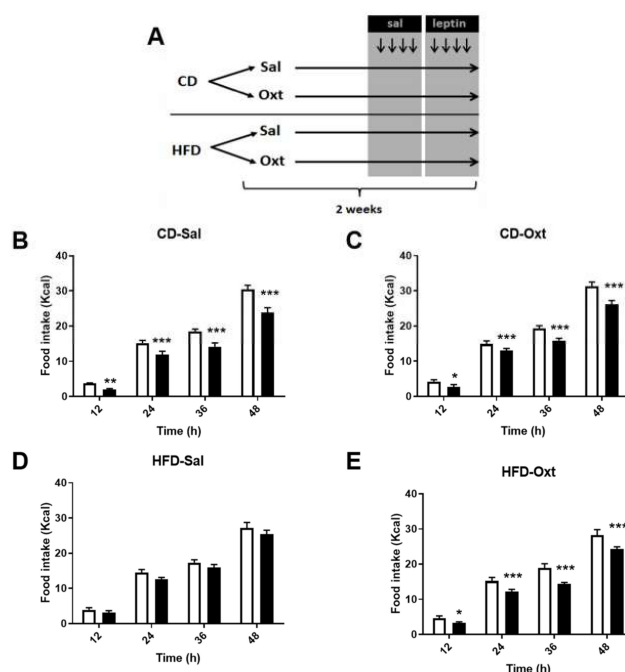 A
sal leptin
CD
Sal
Oxt
HFD
Sal
Oxt
2 weeks
B
CD-Sal
Food intake (Kcal)
40
30
20
10
0
**
***
***
***
12 24 36 48
Time (h)
C
CD-Oxt
Food intake (Kcal)
40
30
20
10
0
*
***
***
***
12 24 36 48
Time (h)
D
HFD-Sal
Food intake (Kcal)
40
30
20
10
0
12 24 36 48
Time (h)
E
HFD-Oxt
Food intake (Kcal)
40
30
20
10
0
*
***
***
***
12 24 36 48
Time (h)